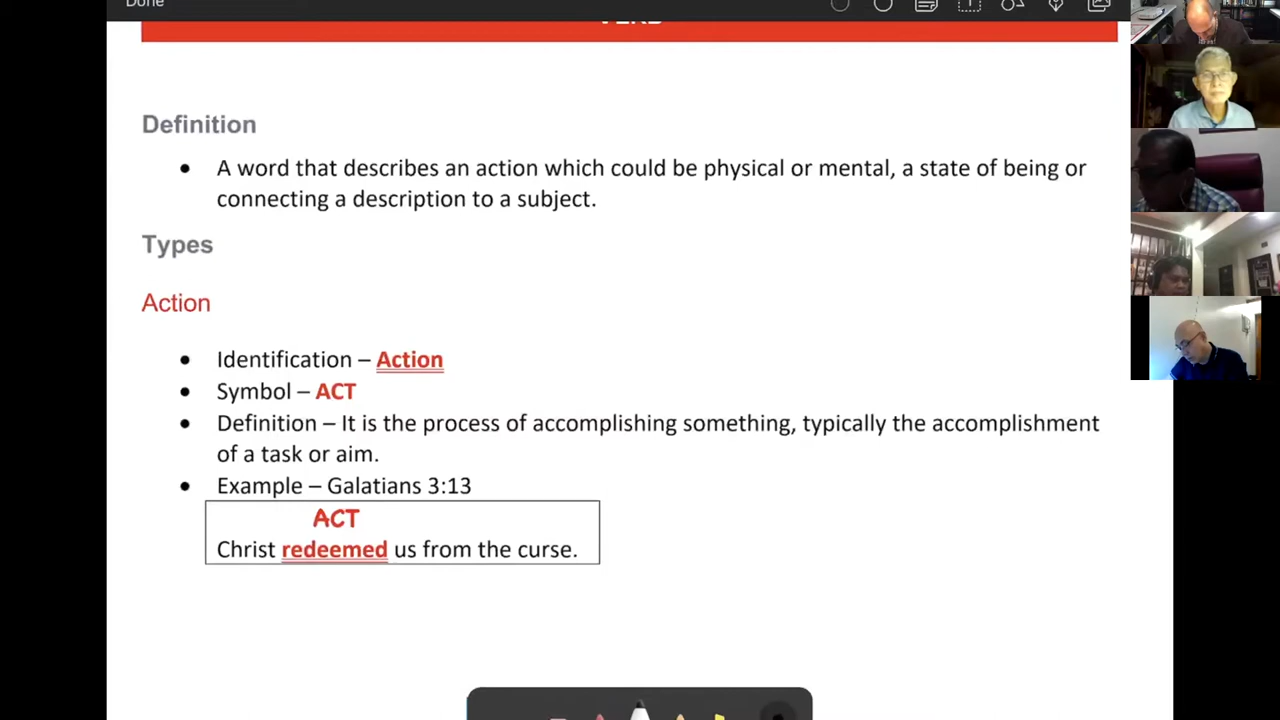 Done
VERB
Definition
• A word that describes an action which could be physical or mental, a state of being or
connecting a description to a subject.
Types
Action
• Identification – Action
• Symbol – ACT
• Definition – It is the process of accomplishing something, typically the accomplishment
of a task or aim.
• Example – Galatians 3:13
ACT
Christ redeemed us from the curse.